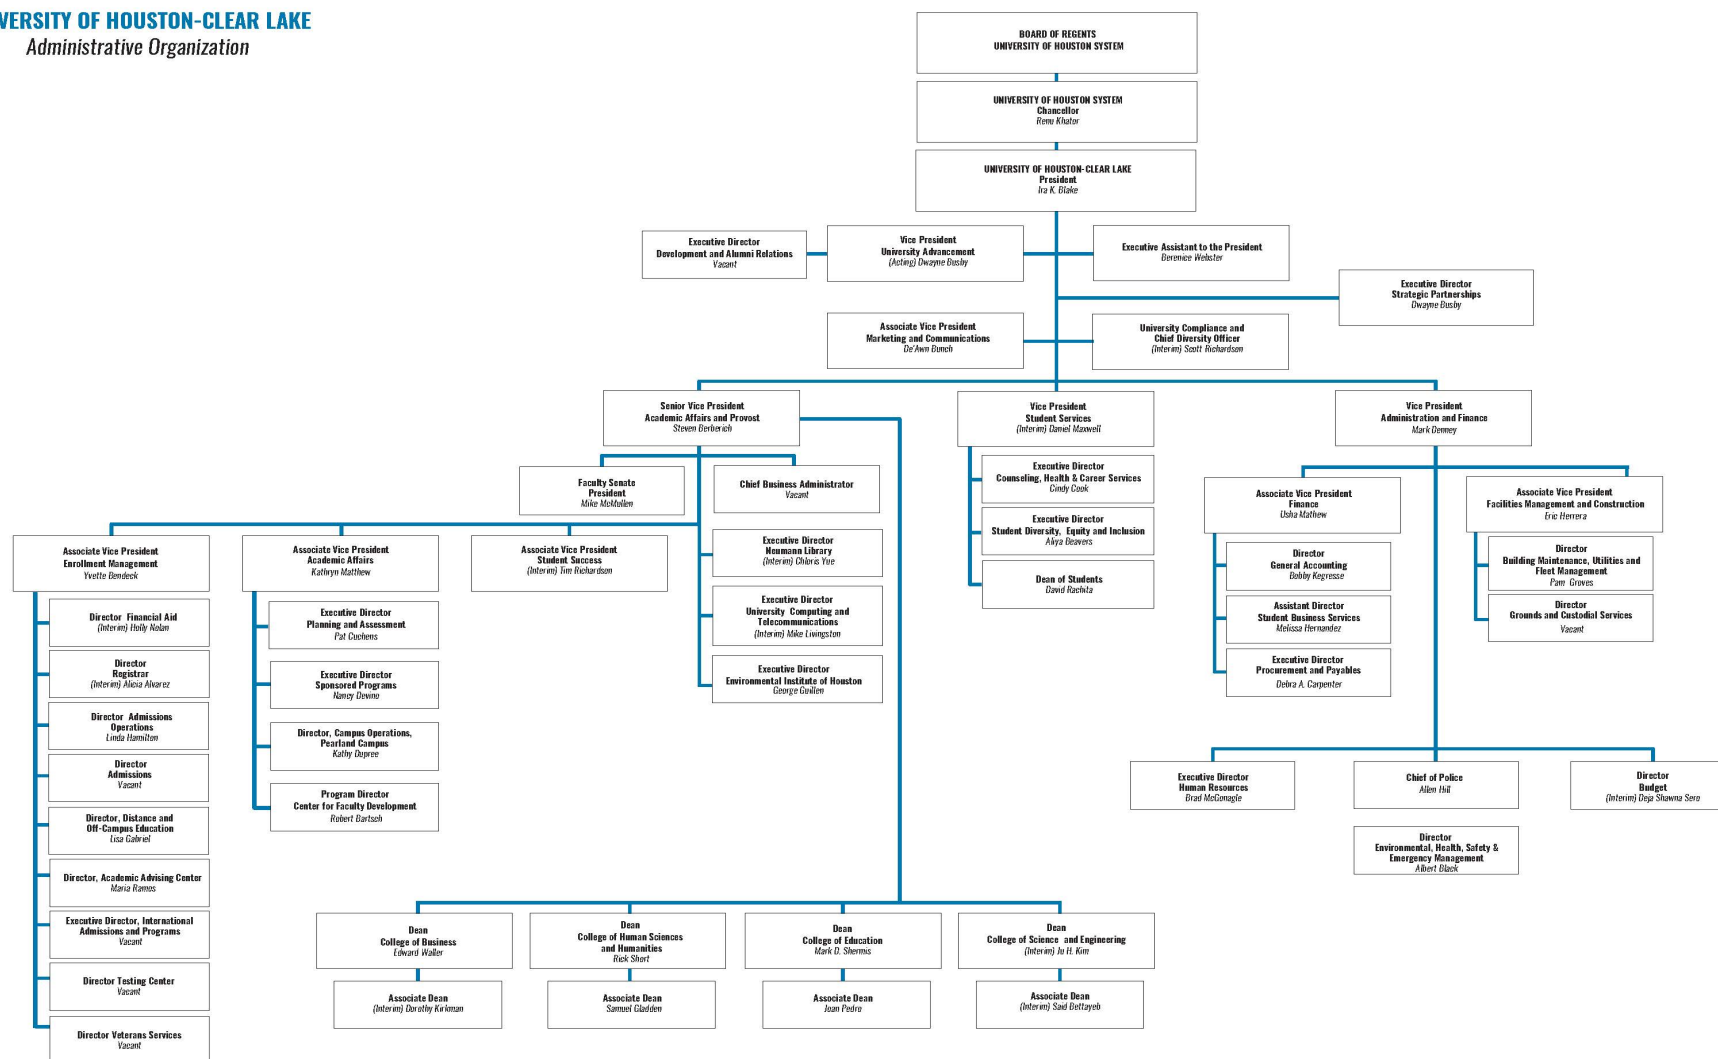 VERSITY OF HOUSTON-CLEAR LAKE
Administrative Organization
BOARD OF REGENTS
UNIVERSITY OF HOUSTON SYSTEM
UNIVERSITY OF HOUSTON SYSTEM
Chancellor
Renu Khator
UNIVERSITY OF HOUSTON-CLEAR LAKE
President
Ira K. Blake
Executive Director
Development and Alumni Relations
Vacant
Vice President
University Advancement
(Acting) Dwayne Busby
Executive Assistant to the President
Berenice Webster
Executive Director
Strategic Partnerships
Dwayne Busby
Associate Vice President
Marketing and Communications
De'Awn Bunch
University Compliance and
Chief Diversity Officer
(Interim) Scott Richardson
Senior Vice President
Academic Affairs and Provost
Steven Berberich
Vice President
Student Services
(Interim) Daniel Maxwell
Vice President
Administration and Finance
Mark Denney
Faculty Senate
President
Mike McMullen
Chief Business Administrator
Vacant
Executive Director
Counseling, Health & Career Services
Cindy Cook
Executive Director
Student Diversity, Equity and Inclusion
Aliya Beavers
Dean of Students
David Rachita
Associate Vice President
Finance
Usha Mathew
Associate Vice President
Facilities Management and Construction
Eric Herrera
Associate Vice President
Enrollment Management
Yvette Bendeck
Associate Vice President
Academic Affairs
Kathryn Matthew
Associate Vice President
Student Success
(Interim) Tim Richardson
Executive Director
Neumann Library
(Interim) Chloris Yue
Executive Director
University Computing and
Telecommunications
(Interim) Mike Livingston
Executive Director
Environmental Institute of Houston
George Guillen
Director
General Accounting
Bobby Kegresse
Assistant Director
Student Business Services
Melissa Hernandez
Executive Director
Procurement and Payables
Debra A. Carpenter
Director
Building Maintenance, Utilities and
Fleet Management
Pam Groves
Director
Grounds and Custodial Services
Vacant
Director Financial Aid
(Interim) Holly Nolan
Director
Registrar
(Interim) Alicia Alvarez
Director Admissions
Operations
Linda Hamilton
Director
Admissions
Vacant
Director, Distance and
Off-Campus Education
Lisa Gabriel
Director, Academic Advising Center
Maria Ramos
Executive Director, International
Admissions and Programs
Vacant
Director Testing Center
Vacant
Director Veterans Services
Vacant
Executive Director
Planning and Assessment
Pat Cuchens
Executive Director
Sponsored Programs
Nancy Devino
Director, Campus Operations,
Pearland Campus
Kathy Dupree
Program Director
Center for Faculty Development
Robert Bartsch
Executive Director
Human Resources
Brad McGonagle
Chief of Police
Allen Hill
Director
Budget
(Interim) Deja Shawna Sero
Director
Environmental, Health, Safety &
Emergency Management
Albert Black
Dean
College of Business
Edward Waller
Dean
College of Human Sciences
and Humanities
Rick Short
Dean
College of Education
Mark D. Shermis
Dean
College of Science and Engineering
(Interim) Ju H. Kim
Associate Dean
(Interim) Dorothy Kirkman
Associate Dean
Samuel Gladden
Associate Dean
Joan Pedro
Associate Dean
(Interim) Said Bettayeb